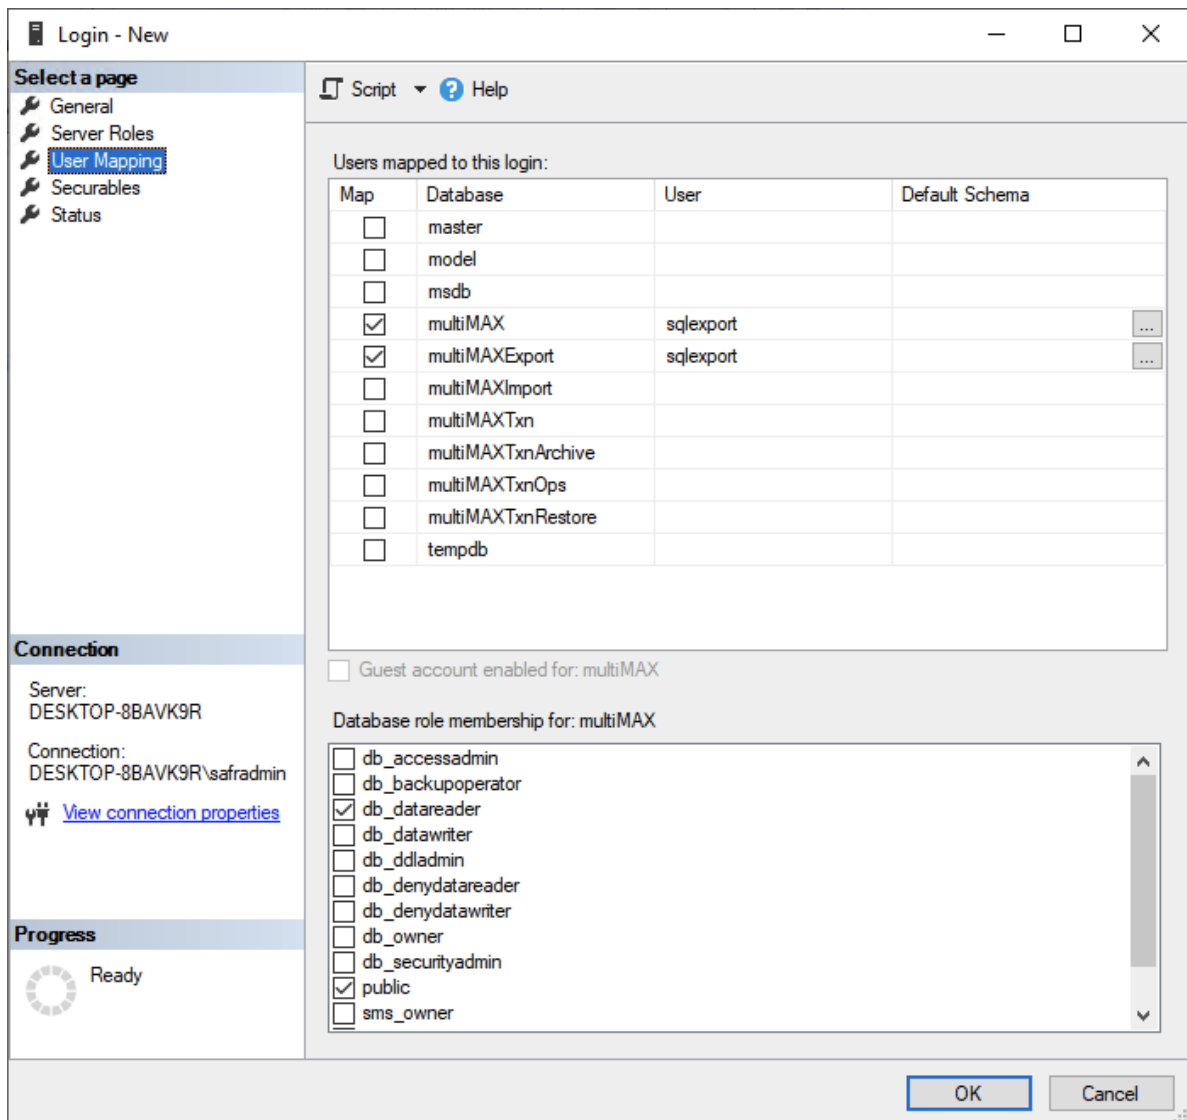 Login - New
Select a page
General
Server Roles
User Mapping
Securables
Status
Script
Help
Users mapped to this login:
Map Database User Default Schema
master
model
msdb
multiMAX sqlexport ...
multiMAXExport sqlexport ...
multiMAXImport
multiMAXTxn
multiMAXTxnArchive
multiMAXTxnOps
multiMAXTxnRestore
tempdb
Guest account enabled for: multiMAX
Database role membership for: multiMAX
db_accessadmin
db_backupoperator
db_datareader
db_datawriter
db_ddladmin
db_denydatareader
db_denydatawriter
db_owner
db_securityadmin
public
sms_owner
Connection
Server:
DESKTOP-8BAVK9R
Connection:
DESKTOP-8BAVK9R\safradmin
View connection properties
Progress
Ready
OK
Cancel